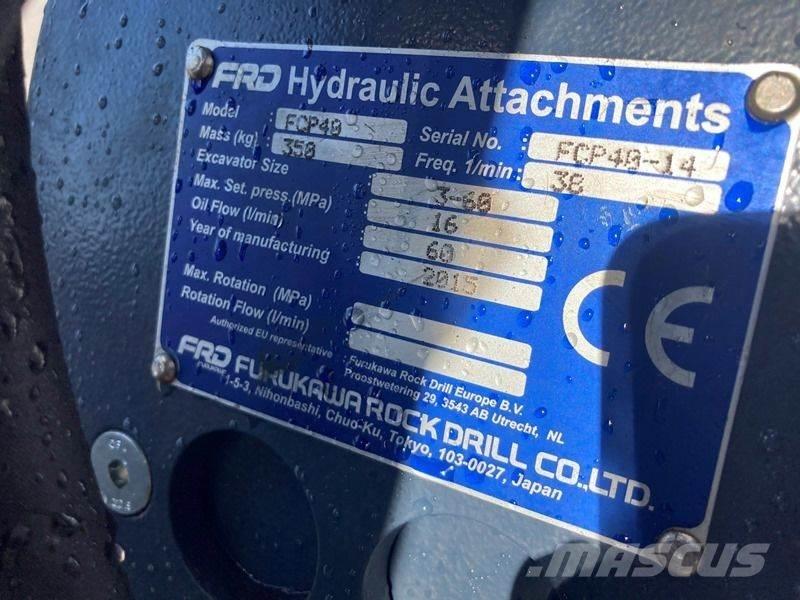 FRD Hydraulic Attachments
Model FCP40 Serial No. : FCP40-14
Mass (kg) 350 Freq. 1/min : 38
Excavator Size 3-60
Max. Set. press. (MPa) 16
Oil Flow (l/min) 60
Year of manufacturing 2015
Max. Rotation (MPa)
Rotation Flow (l/min)
Authorized EU representative : Furukawa Rock Drill Europe B.V.
Proostwetering 29, 3543 AB Utrecht, NL
CE
FRD FURUKAWA ROCK DRILL CO.,LTD.
1-5-3, Nihonbashi, Chuo-Ku, Tokyo, 103-0027, Japan
MASCUS